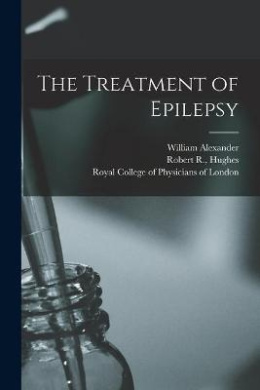 The Treatment of
Epilepsy
William Alexander
Robert R., Hughes
Royal College of Physicians of London